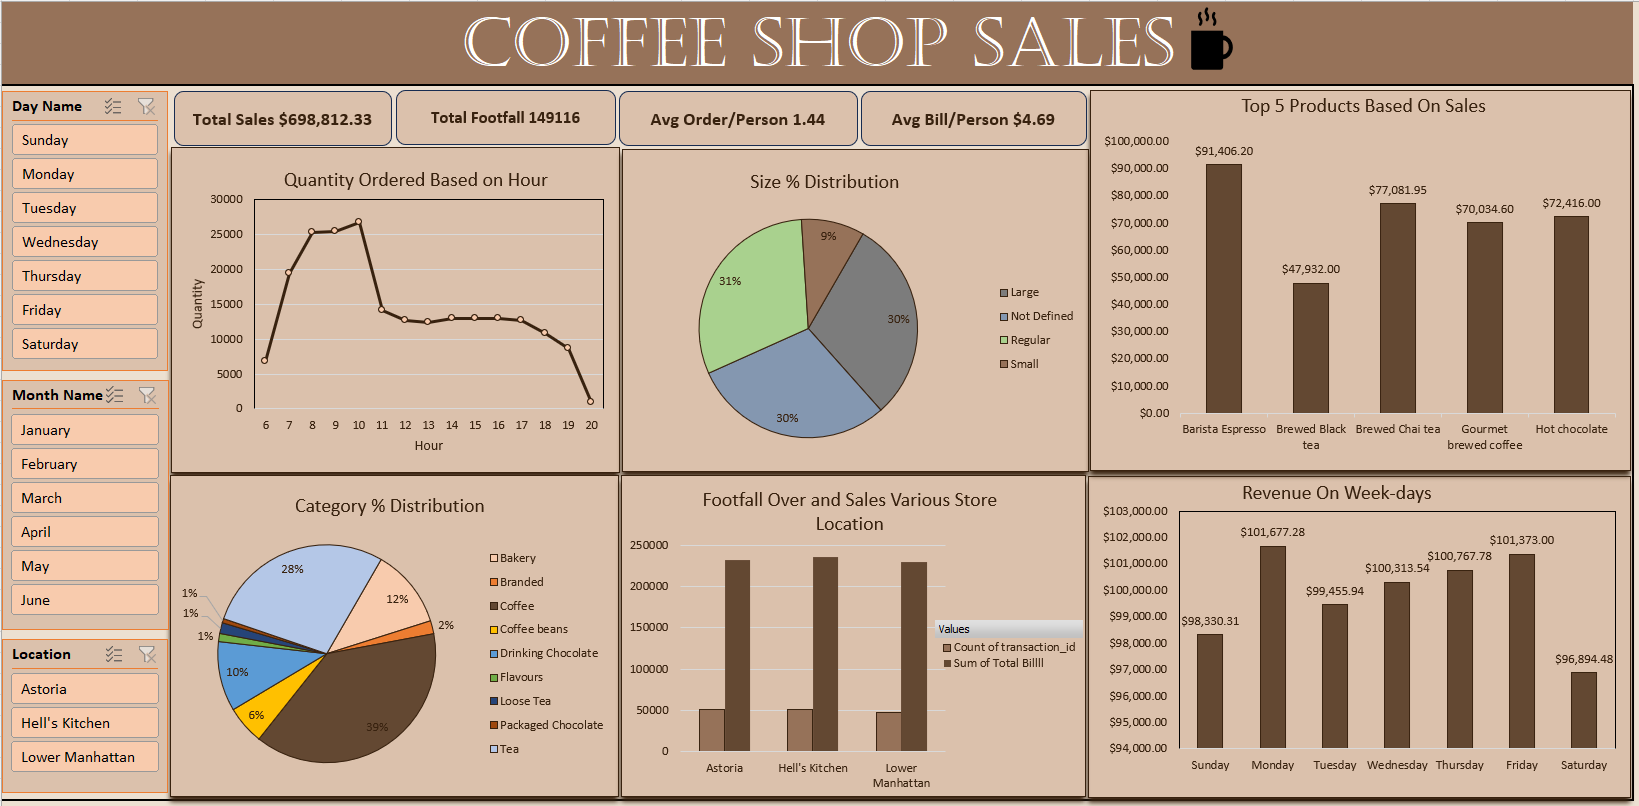 COFFEE SHOP SALES
Day Name
Sunday
Monday
Tuesday
Wednesday
Thursday
Friday
Saturday
Month Name
January
February
March
April
May
June
Location
Astoria
Hell's Kitchen
Lower Manhattan
Total Sales $698,812.33
Total Footfall 149116
Avg Order/Person 1.44
Avg Bill/Person $4.69
Quantity Ordered Based on Hour
30000
25000
20000
15000
10000
5000
0
Quantity
6 7 8 9 10 11 12 13 14 15 16 17 18 19 20
Hour
Size % Distribution
9%
31%
30%
30%
Large
Not Defined
Regular
Small
Top 5 Products Based On Sales
$100,000.00
$90,000.00
$80,000.00
$70,000.00
$60,000.00
$50,000.00
$40,000.00
$30,000.00
$20,000.00
$10,000.00
$0.00
$91,406.20
$47,932.00
$77,081.95
$70,034.60
$72,416.00
Barista Espresso
Brewed Black
tea
Brewed Chai tea
Gourmet
brewed coffee
Hot chocolate
Category % Distribution
28%
12%
2%
39%
6%
10%
1%
1%
1%
Bakery
Branded
Coffee
Coffee beans
Drinking Chocolate
Flavours
Loose Tea
Packaged Chocolate
Tea
Footfall Over and Sales Various Store
Location
250000
200000
150000
100000
50000
0
Astoria
Hell's Kitchen
Lower
Manhattan
Values
Count of transaction_id
Sum of Total Billll
Revenue On Week-days
$103,000.00
$102,000.00
$101,000.00
$100,000.00
$99,000.00
$98,000.00
$97,000.00
$96,000.00
$95,000.00
$94,000.00
$98,330.31
$101,677.28
$99,455.94
$100,313.54
$100,767.78
$101,373.00
$96,894.48
Sunday Monday Tuesday Wednesday Thursday Friday Saturday